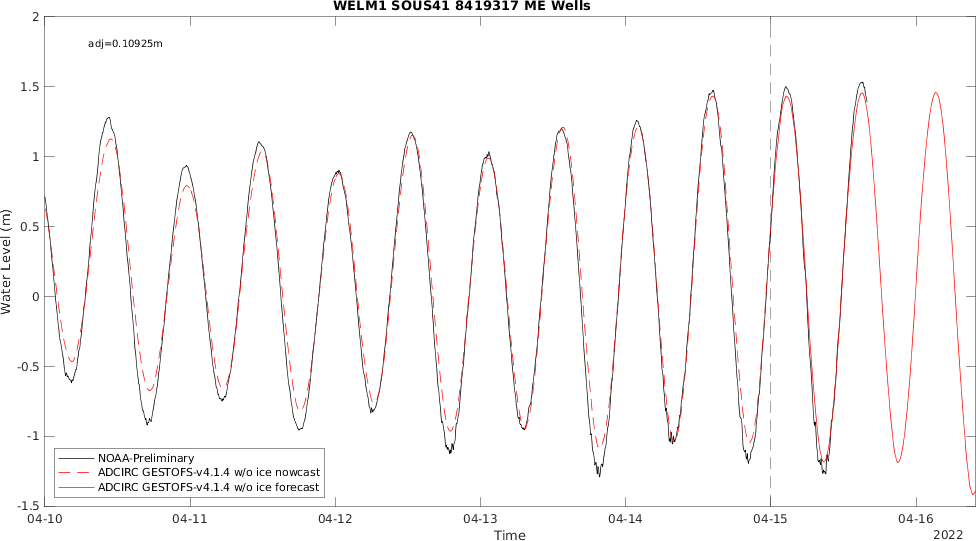 WELM1 SOUS41 8419317 ME Wells
adj=0.10925m
Water Level (m)
2
1.5
1
0.5
0
-0.5
-1
-1.5
NOAA-Preliminary
ADCIRC GESTOFS-v4.1.4 w/o ice nowcast
ADCIRC GESTOFS-v4.1.4 w/o ice forecast
04-10 04-11 04-12 04-13 04-14 04-15 04-16
Time
2022